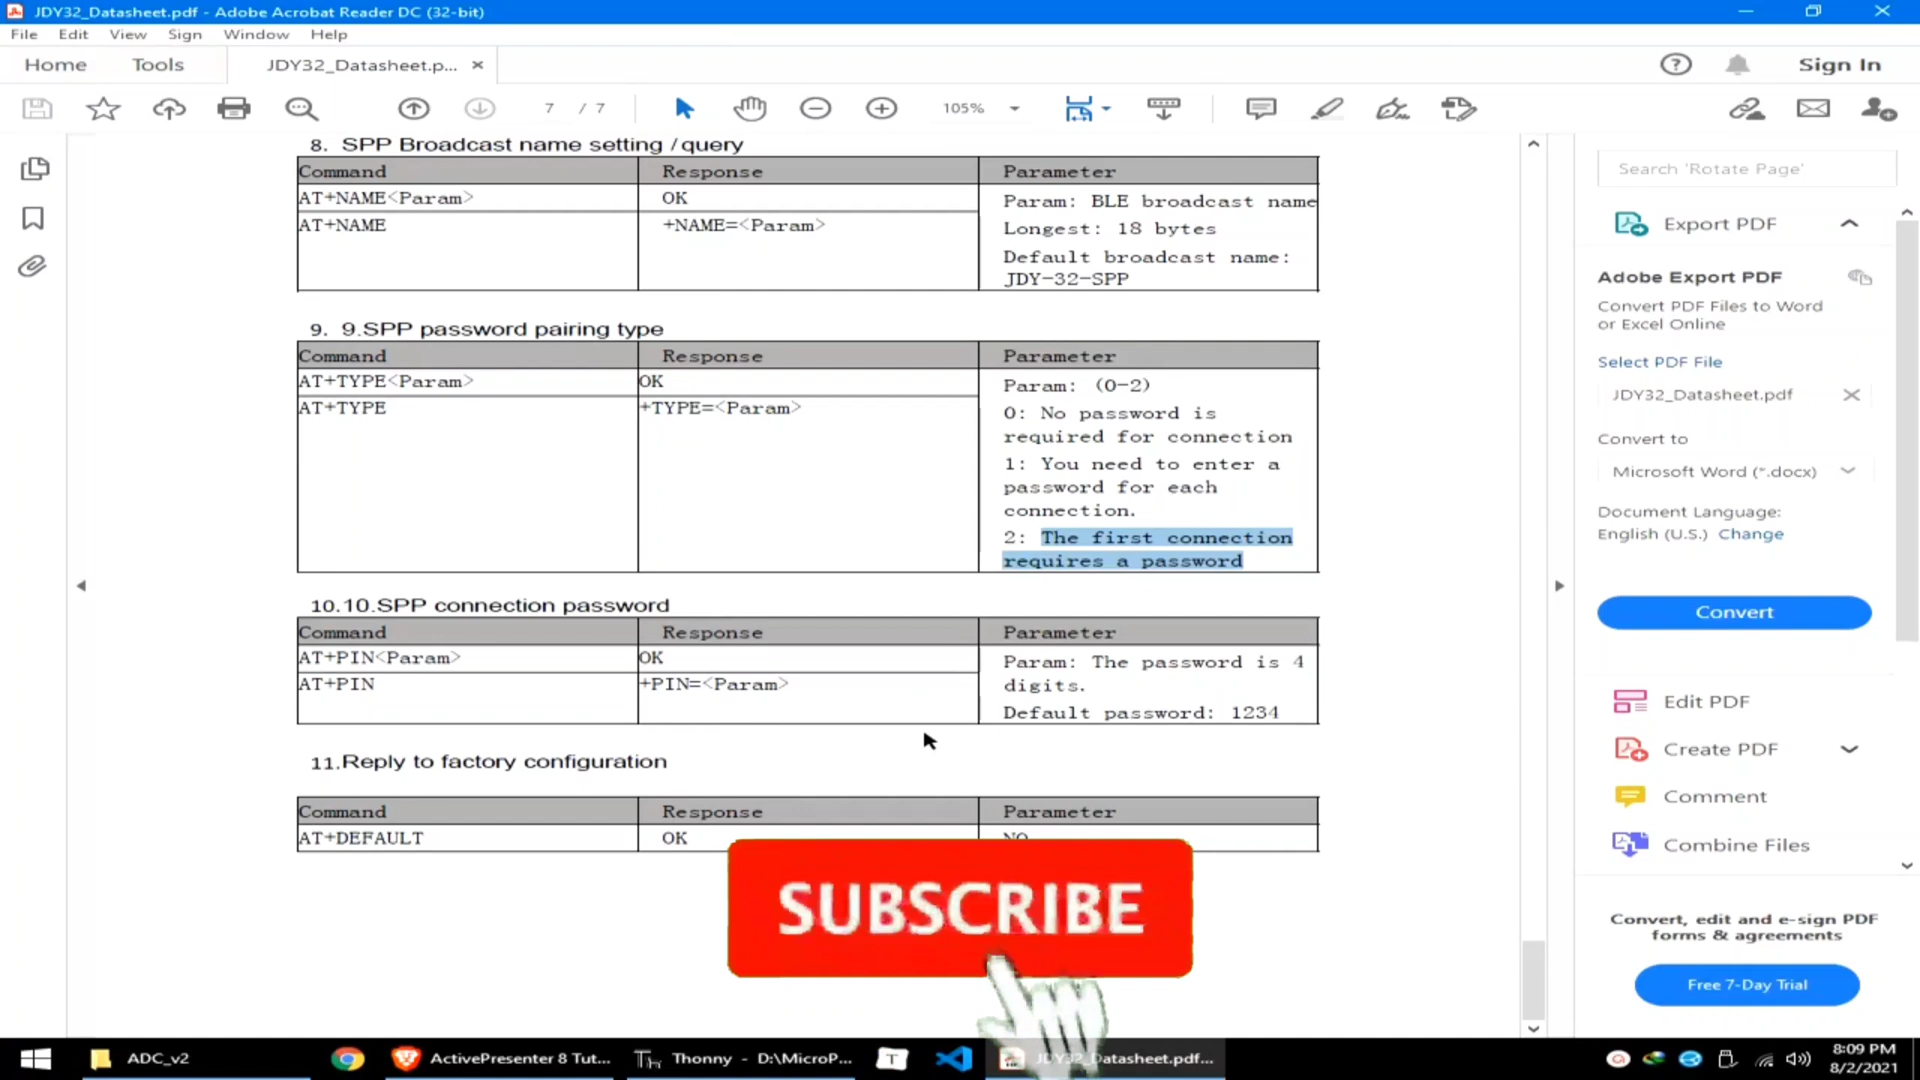 JDY32_Datasheet.pdf - Adobe Acrobat Reader DC (32-bit)
File Edit View Sign Window Help
Home Tools JDY32_Datasheet.p... ×
Sign In
7 / 7 105%
8. SPP Broadcast name setting /query
Command Response Parameter
AT+NAME<Param> OK Param: BLE broadcast name
AT+NAME +NAME=<Param> Longest: 18 bytes
Default broadcast name:
JDY-32-SPP
9. 9.SPP password pairing type
Command Response Parameter
AT+TYPE<Param> OK Param: (0-2)
AT+TYPE +TYPE=<Param> 0: No password is
required for connection
1: You need to enter a
password for each
connection.
2: The first connection
requires a password
10.10.SPP connection password
Command Response Parameter
AT+PIN<Param> OK Param: The password is 4
AT+PIN +PIN=<Param> digits.
Default password: 1234
11.Reply to factory configuration
Command Response Parameter
AT+DEFAULT OK NO
SUBSCRIBE
Search 'Rotate Page'
Export PDF
Adobe Export PDF
Convert PDF Files to Word
or Excel Online
Select PDF File
JDY32_Datasheet.pdf
Convert to
Microsoft Word (*.docx)
Document Language:
English (U.S.) Change
Convert
Edit PDF
Create PDF
Comment
Combine Files
Convert, edit and e-sign PDF
forms & agreements
Free 7-Day Trial
ADC_v2 ActivePresenter 8 Tut... Thonny - D:\MicroP... JDY32_Datasheet.pdf...
8:09 PM
8/2/2021